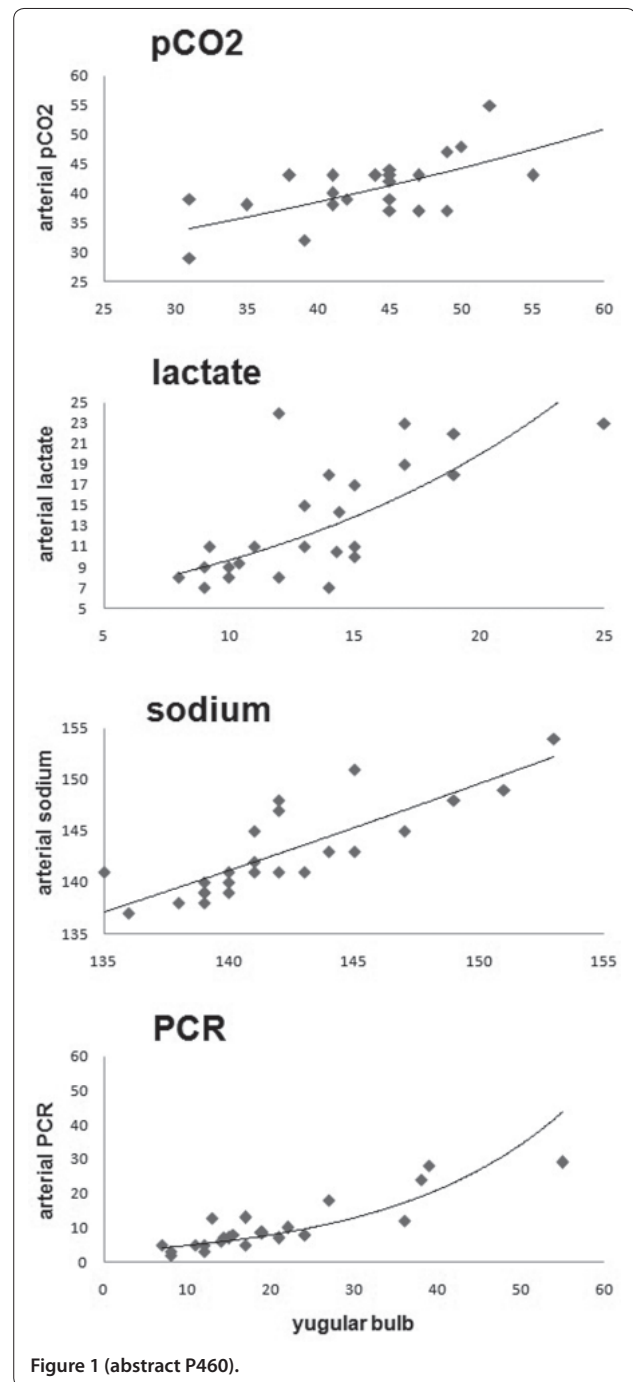 pCO2
arterial pCO2
60
55
50
45
40
35
30
25
25 30 35 40 45 50 55 60
lactate
arterial lactate
25
23
21
19
17
15
13
11
9
7
5
5 10 15 20 25
sodium
arterial sodium
155
150
145
140
135
135 140 145 150 155
PCR
arterial PCR
60
50
40
30
20
10
0
0 10 20 30 40 50 60
yugular bulb
Figure 1 (abstract P460).